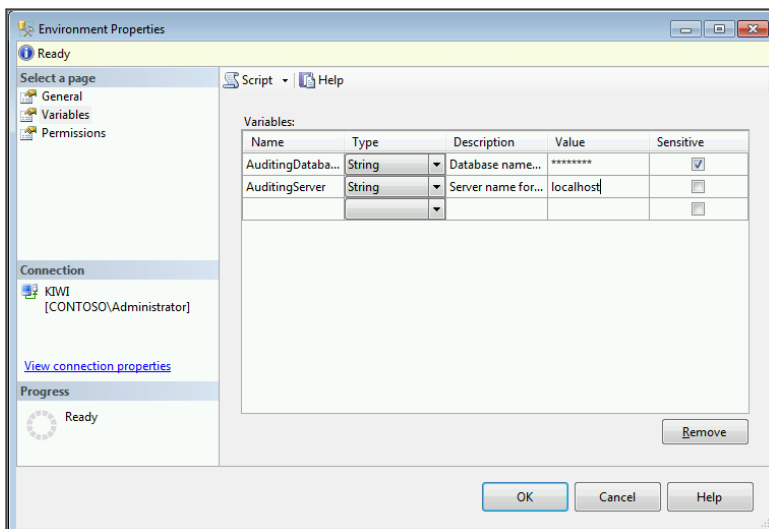 Environment Properties
Ready
Select a page
General
Variables
Permissions
Script
Help
Variables:
Name Type Description Value Sensitive
AuditingDataba... String Database name... ********
AuditingServer String Server name for... localhost
Connection
KIWI
[CONTOSO\Administrator]
View connection properties
Progress
Ready
Remove
OK Cancel Help